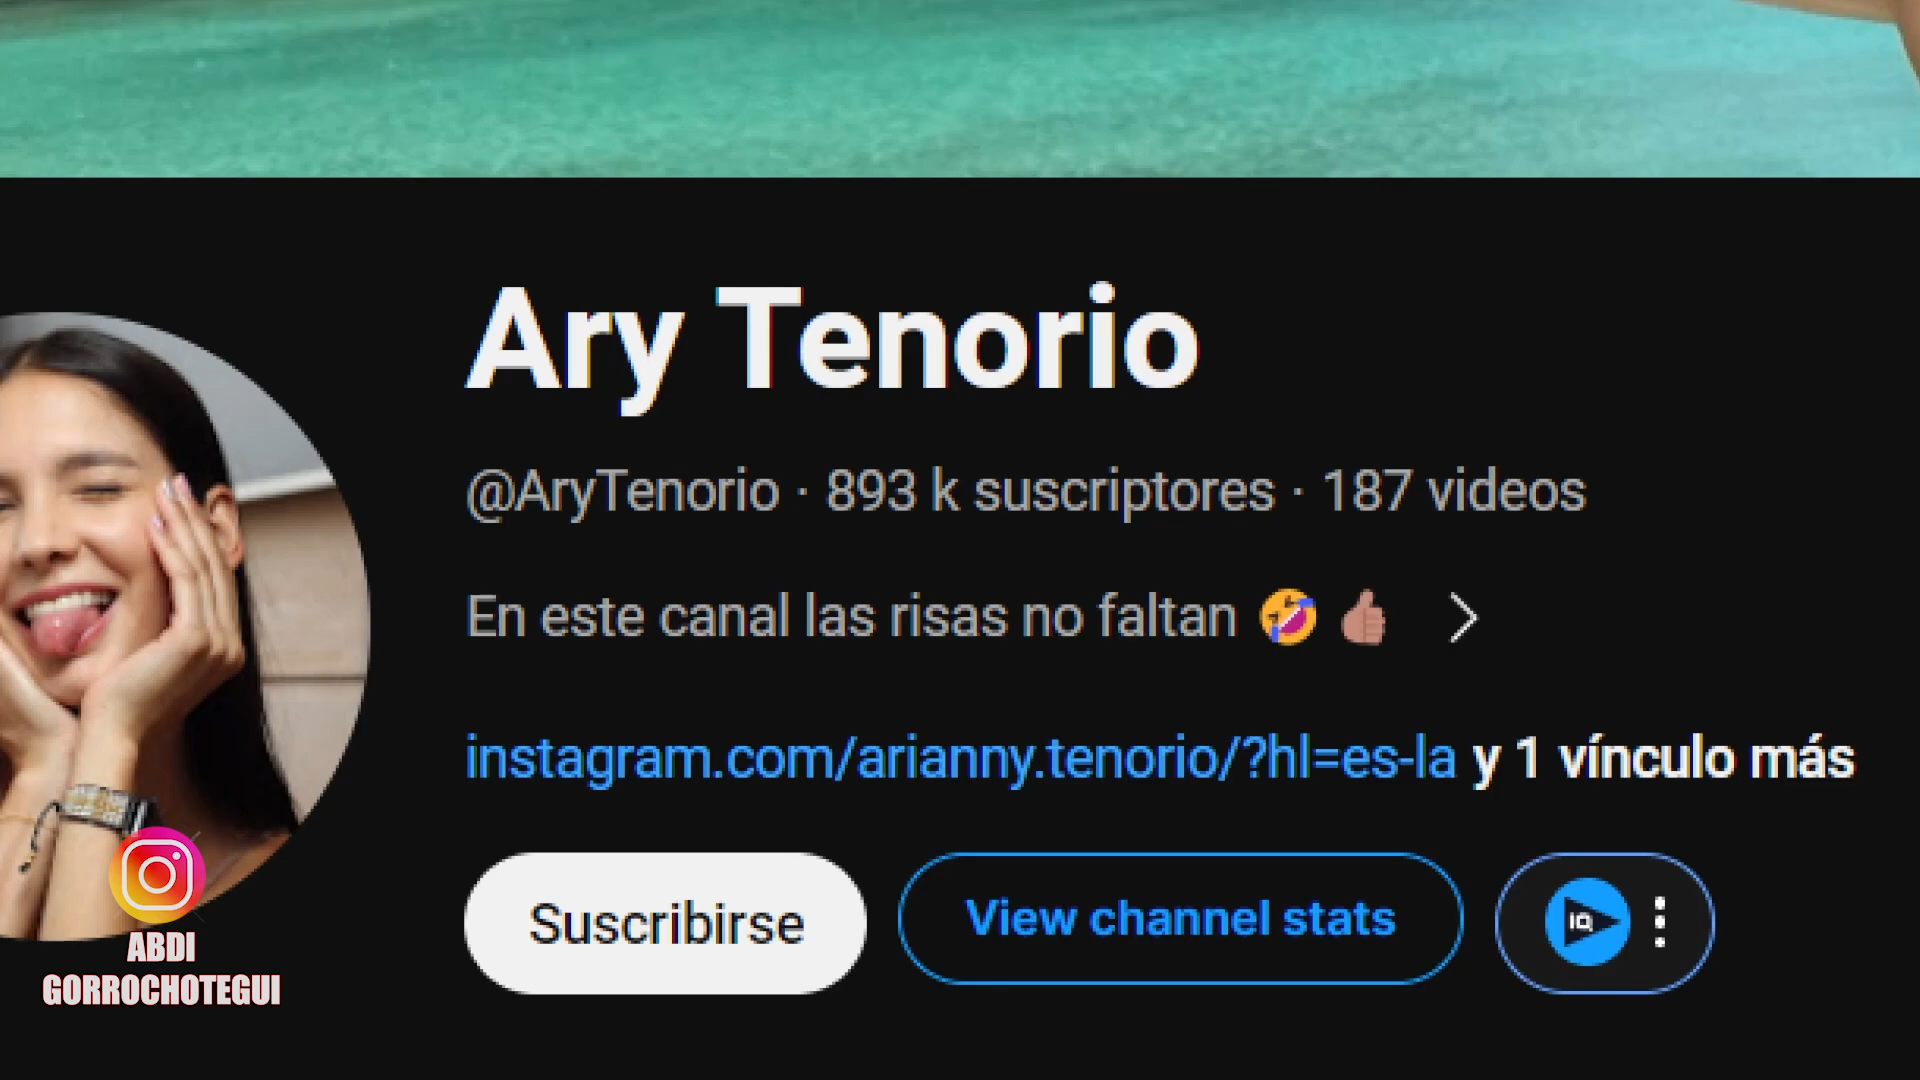 Ary Tenorio
@AryTenorio · 893 k suscriptores · 187 videos
En este canal las risas no faltan 🤣 👍🏽 >
instagram.com/arianny.tenorio/?hl=es-la y 1 vínculo más
Suscribirse View channel stats IQ
ABDI
GORROCHOTEGUI